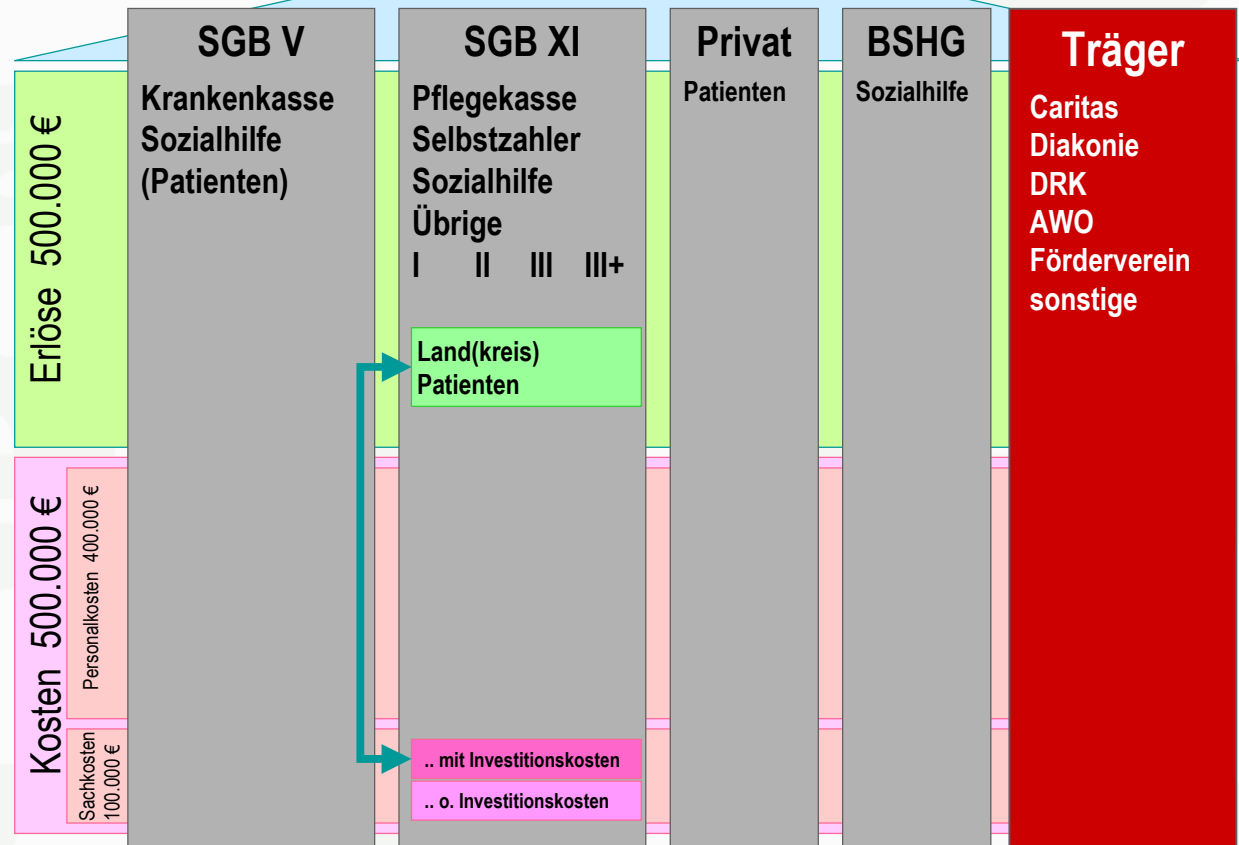 SGB V
Krankenkasse
Sozialhilfe
(Patienten)
SGB XI
Pflegekasse
Selbstzahler
Sozialhilfe
Übrige
I II III III+
Land(kreis)
Patienten
.. mit Investitionskosten
.. o. Investitionskosten
Privat
Patienten
BSHG
Sozialhilfe
Träger
Caritas
Diakonie
DRK
AWO
Förderverein
sonstige
Erlöse 500.000 €
Kosten 500.000 €
Personalkosten 400.000 €
Sachkosten
100.000 €